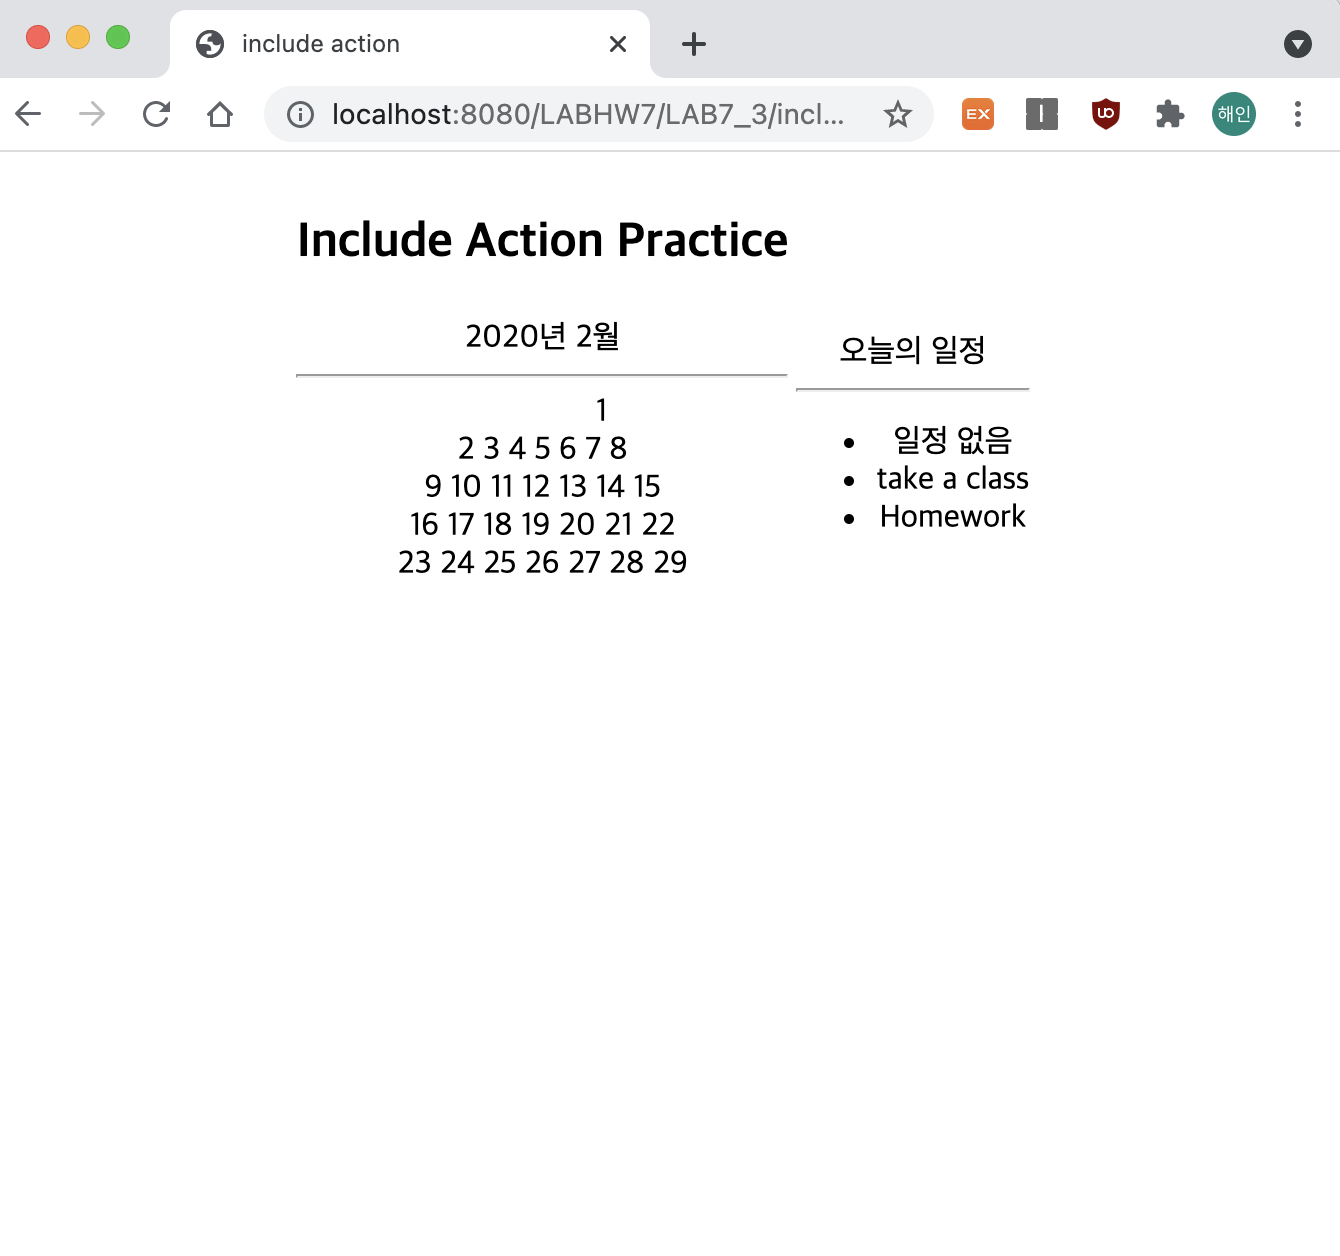 include action
localhost:8080/LABHW7/LAB7_3/incl...
EX
해인
Include Action Practice
2020년 2월
1
2 3 4 5 6 7 8
9 10 11 12 13 14 15
16 17 18 19 20 21 22
23 24 25 26 27 28 29
오늘의 일정
일정 없음
take a class
Homework